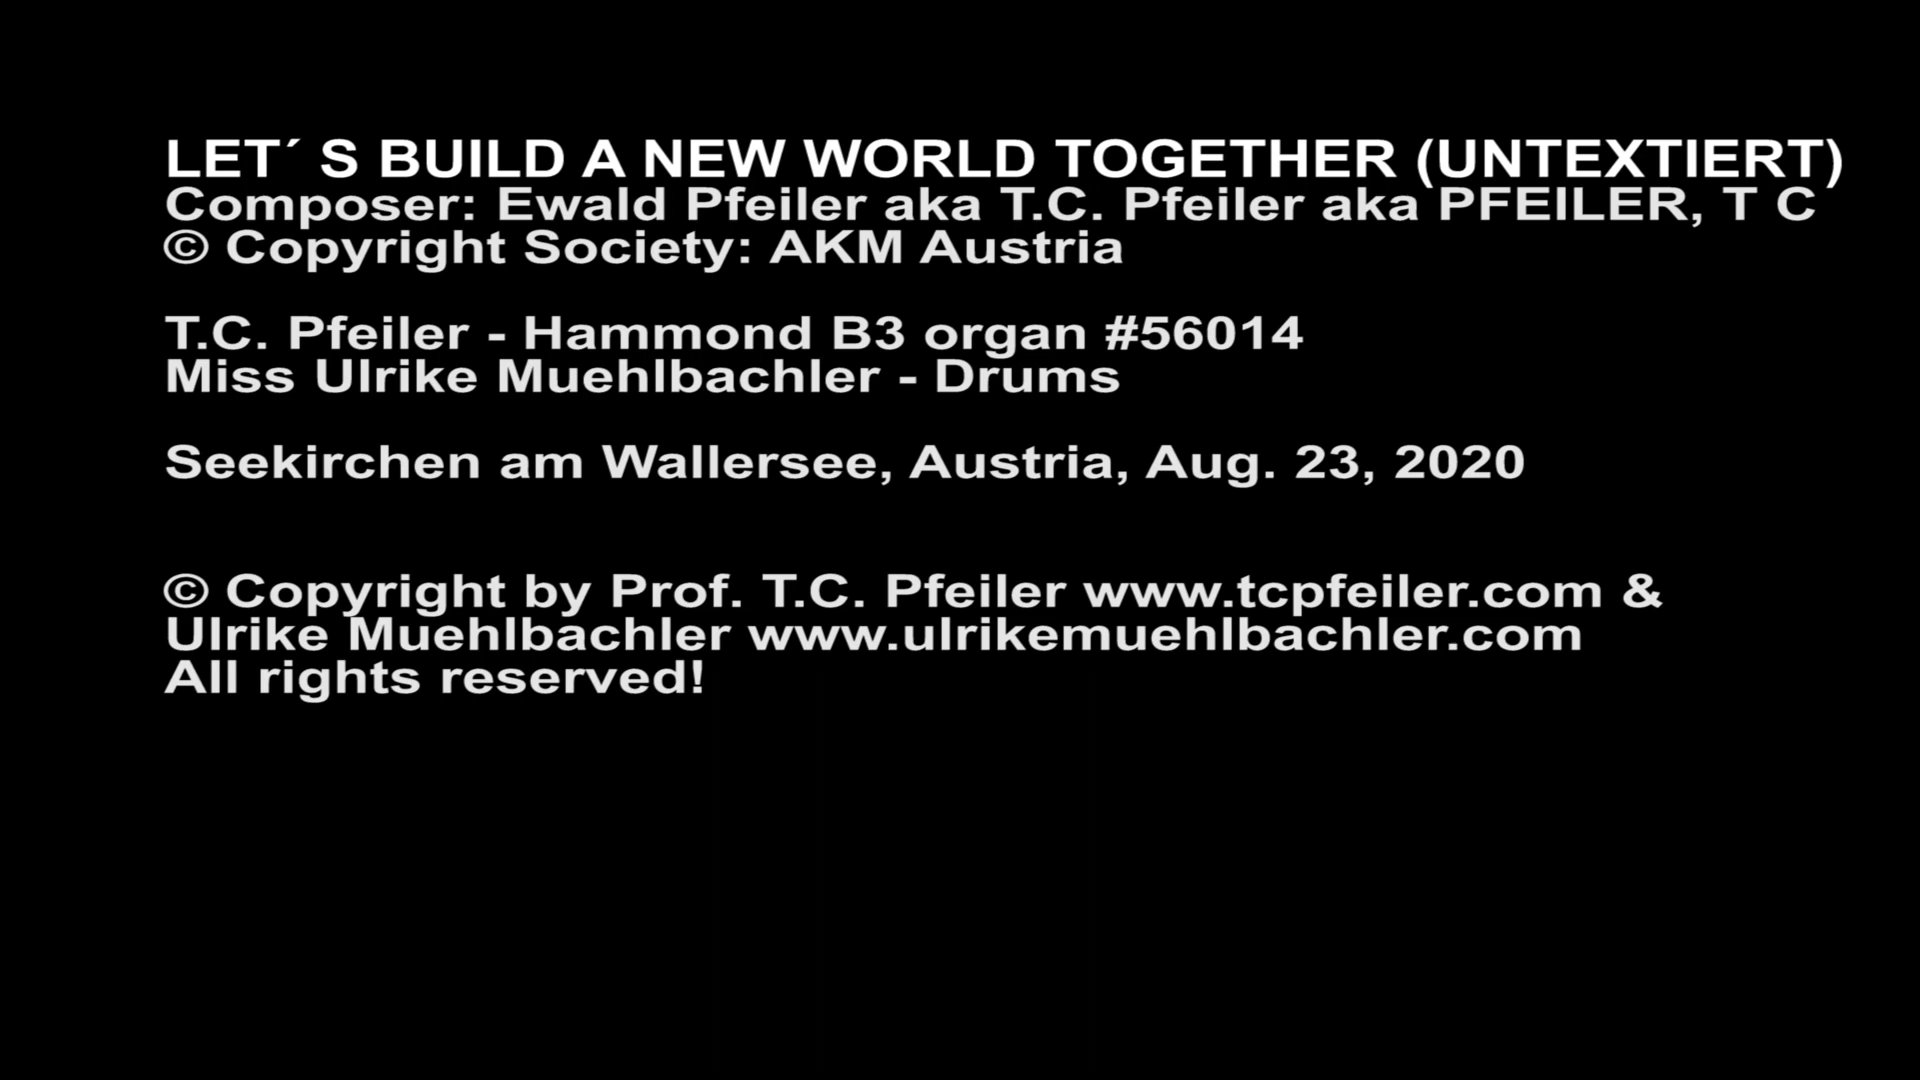 LET´ S BUILD A NEW WORLD TOGETHER (UNTEXTIERT)
Composer: Ewald Pfeiler aka T.C. Pfeiler aka PFEILER, T C
© Copyright Society: AKM Austria
T.C. Pfeiler - Hammond B3 organ #56014
Miss Ulrike Muehlbachler - Drums
Seekirchen am Wallersee, Austria, Aug. 23, 2020
© Copyright by Prof. T.C. Pfeiler www.tcpfeiler.com &
Ulrike Muehlbachler www.ulrikemuehlbachler.com
All rights reserved!